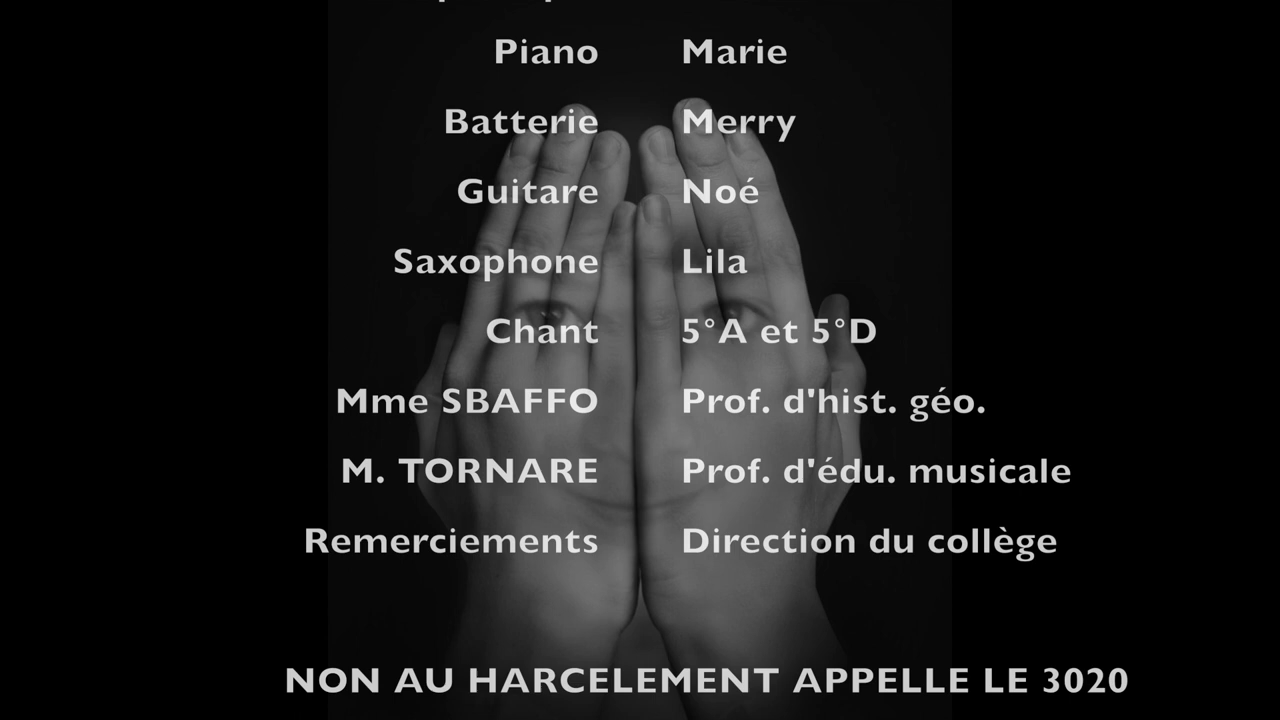 Piano Marie
Batterie Merry
Guitare Noé
Saxophone Lila
Chant 5°A et 5°D
Mme SBAFFO Prof. d'hist. géo.
M. TORNARE Prof. d'édu. musicale
Remerciements Direction du collège
NON AU HARCELEMENT APPELLE LE 3020